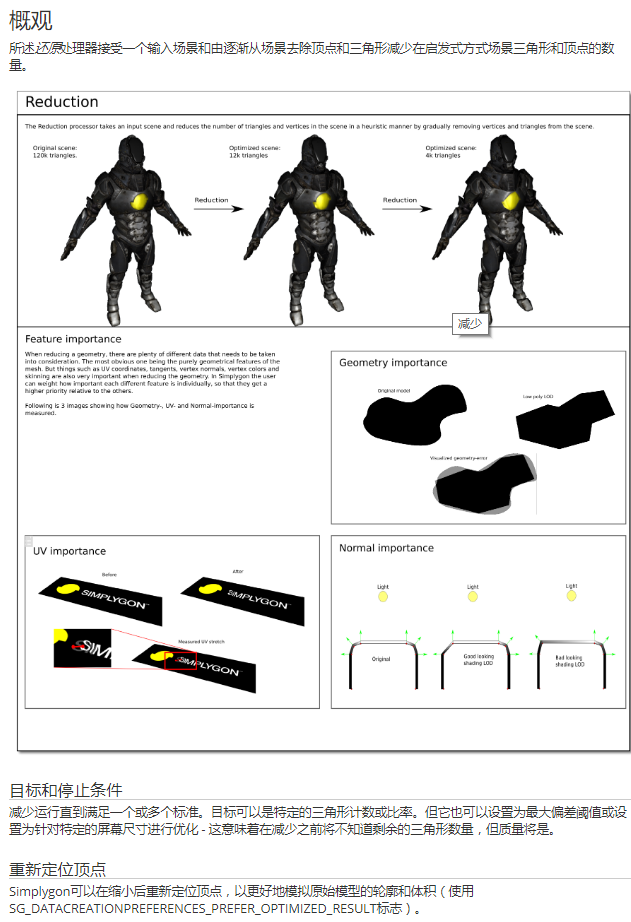 概观
所述还原处理器接受一个输入场景和由逐渐从场景去除顶点和三角形减少在启发式方式场景三角形和顶点的数
量。
Reduction
The Reduction processor takes an input scene and reduces the number of triangles and vertices in the scene in a heuristic manner by gradually removing vertices and triangles from the scene.
Original scene:
120k triangles.
Optimized scene:
12k triangles
Optimized scene:
4k triangles
Reduction
Reduction
减少
Feature importance
When reducing a geometry, there are plenty of different data that needs to be taken
into consideration. The most obvious one being the purely geometrical features of the
mesh. But things such as UV coordinates, tangents, vertex normals, vertex colors and
skinning are also very important when reducing the geometry. In Simplygon the user
can weight how important each different feature is individually, so that they get a
higher priority relative to the others.
Following is 3 images showing how Geometry-, UV- and Normal-importance is
measured.
Geometry importance
Original model
Low poly LOD
Visualized geometry-error
UV importance
Before
After
SIMPLYGON™
SIMPLYGON™
Measured UV stretch
SIM
SIMPLYGON™
Normal importance
Light
Light
Light
Original
Good looking
shading LOD
Bad looking
shading LOD
目标和停止条件
减少运行直到满足一个或多个标准。目标可以是特定的三角形计数或比率。但它也可以设置为最大偏差阈值或设
置为针对特定的屏幕尺寸进行优化 - 这意味着在减少之前将不知道剩余的三角形数量，但质量将是。
重新定位顶点
Simplygon可以在缩小后重新定位顶点，以更好地模拟原始模型的轮廓和体积（使用
SG_DATACREATIONPREFERENCES_PREFER_OPTIMIZED_RESULT标志）。